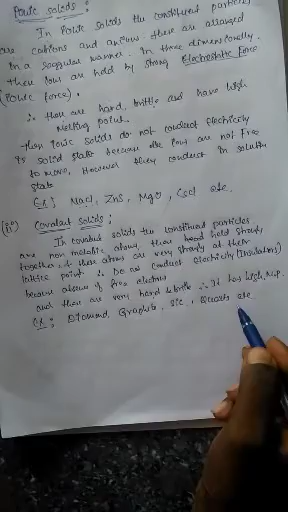 Ionic solids :
In Ionic solids the constituent particles
are cations and anions. these are arranged
in a regular manner. in three dimensionally.
these ions are held by strong Electrostatic Force
(ionic force).
∴ they are hard, brittle and have high
Melting point.
then ionic solids do not conduct electricity
in solid state because the ions are not free
to move, However they conduct in solution
state
Ex: Nacl, Zns, Mgo, Cscl etc.
Covalent solids :
In covalent solids the constituent particles
are non metallic atoms, these held strongly
together, these atoms are very strongly at their
lattice point ∴ Do not conduct electricity (insulators)
because absence of free electrons
and these are very hard & brittle ∴ It has high M.P.
Ex: Diamond, Graphite, sic, Quartz etc